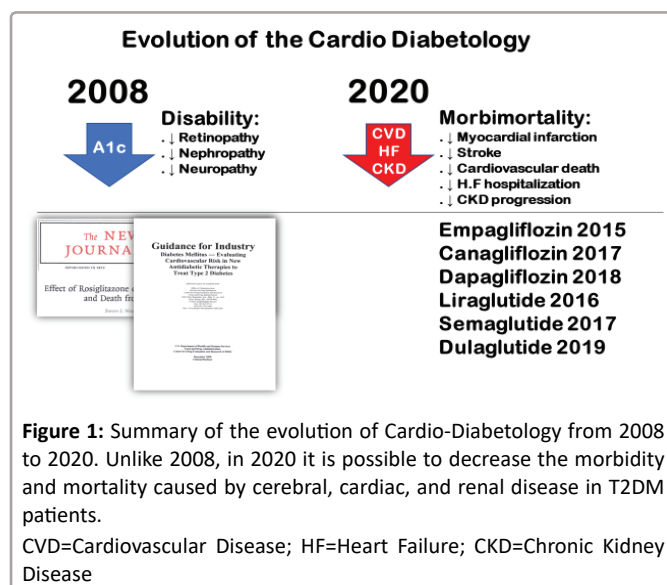 Evolution of the Cardio Diabetology
2008
A1c
Disability:
. ↓ Retinopathy
. ↓ Nephropathy
. ↓ Neuropathy
2020
CVD
HF
CKD
Morbimortality:
. ↓ Myocardial infarction
. ↓ Stroke
. ↓ Cardiovascular death
. ↓ H.F hospitalization
. ↓ CKD progression
The NEW
JOURNA
Effect of Rosiglitazone
and Death fro
Guidance for Industry
Diabetes Mellitus — Evaluating
Cardiovascular Risk in New
Antidiabetic Therapies to
Treat Type 2 Diabetes
Empagliflozin 2015
Canagliflozin 2017
Dapagliflozin 2018
Liraglutide 2016
Semaglutide 2017
Dulaglutide 2019
Figure 1: Summary of the evolution of Cardio-Diabetology from 2008
to 2020. Unlike 2008, in 2020 it is possible to decrease the morbidity
and mortality caused by cerebral, cardiac, and renal disease in T2DM
patients.
CVD=Cardiovascular Disease; HF=Heart Failure; CKD=Chronic Kidney
Disease